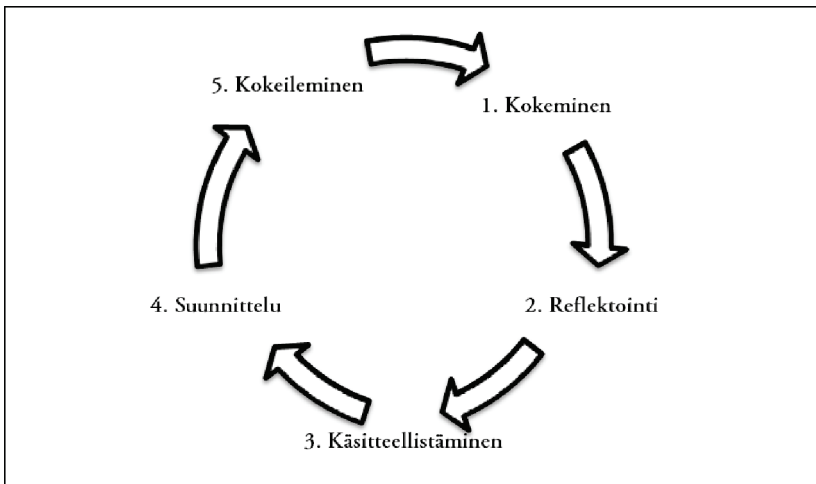 5. Kokeileminen
1. Kokeminen
4. Suunnittelu
2. Reflektointi
3. Käsitteellistäminen